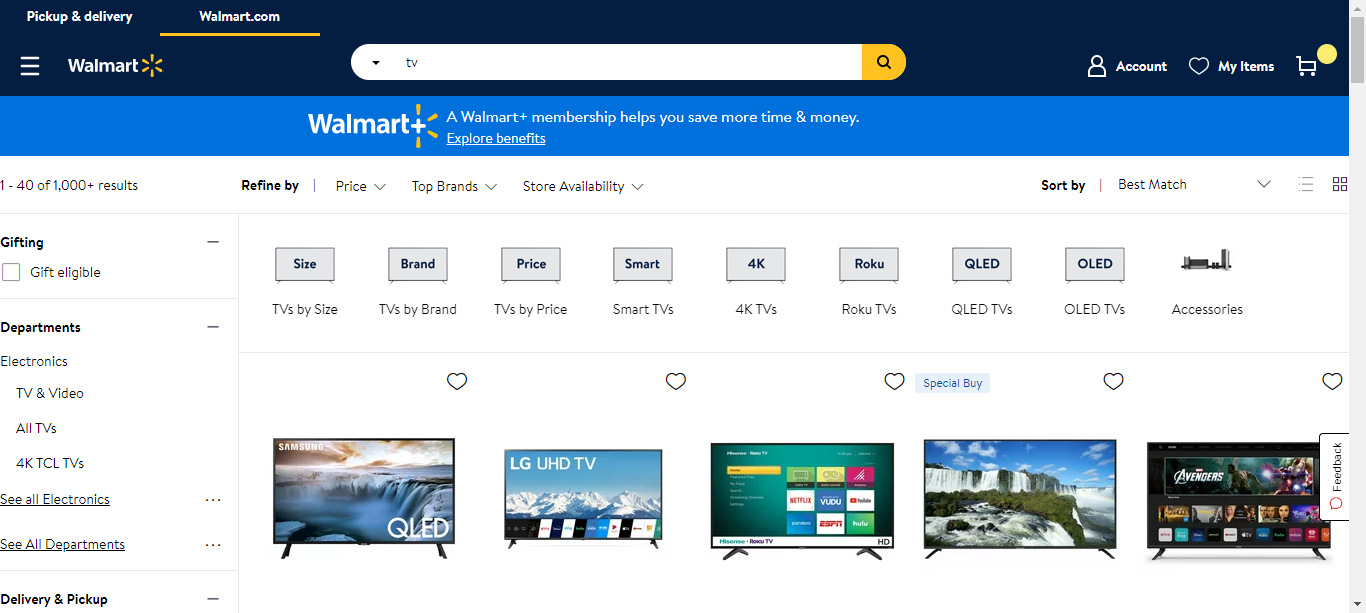 Pickup & delivery
Walmart.com
Walmart
tv
Account
My Items
Walmart+
A Walmart+ membership helps you save more time & money.
Explore benefits
1 - 40 of 1,000+ results
Refine by
Price
Top Brands
Store Availability
Sort by
Best Match
Gifting
Gift eligible
Departments
Electronics
TV & Video
All TVs
4K TCL TVs
See all Electronics
See All Departments
Delivery & Pickup
Size
Brand
Price
Smart
4K
Roku
QLED
OLED
TVs by Size
TVs by Brand
TVs by Price
Smart TVs
4K TVs
Roku TVs
QLED TVs
OLED TVs
Accessories
Special Buy
SAMSUNG
QLED
LG UHD TV
Hisense · Roku TV
NETFLIX
VUDU
YouTube
pandora
ESPN
hulu
Hisense · Roku TV
HD
AVENGERS
Feedback